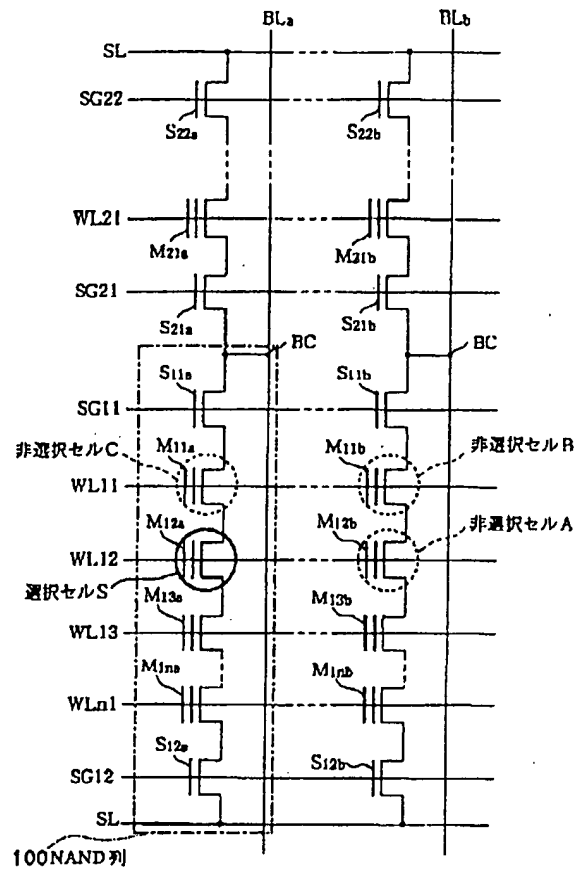 BLa BLb
SL
SG22
S22a S22b
WL21
M21a M21b
SG21
S21a S21b
BC BC
S11a S11b
SG11
非選択セルC M11a M11b 非選択セルB
WL11
M12a M12b 非選択セルA
WL12
選択セルS
M13a M13b
WL13
M1na M1nb
WLn1
S12a S12b
SG12
SL
100NAND列